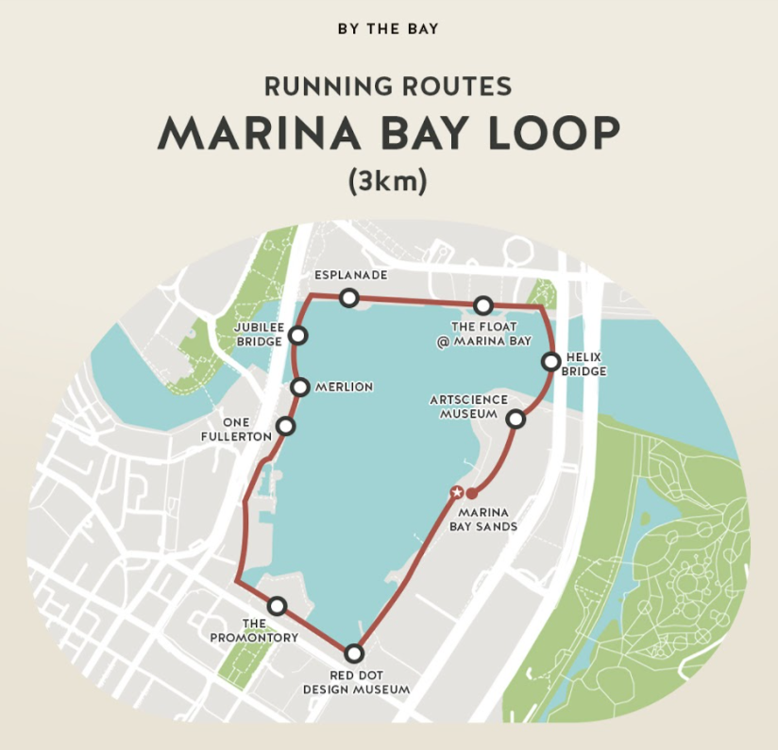 BY THE BAY
RUNNING ROUTES
MARINA BAY LOOP
(3km)
ESPLANADE
JUBILEE
BRIDGE
THE FLOAT
@ MARINA BAY
HELIX
BRIDGE
MERLION
ARTSCIENCE
MUSEUM
ONE
FULLERTON
MARINA
BAY SANDS
THE
PROMONTORY
RED DOT
DESIGN MUSEUM